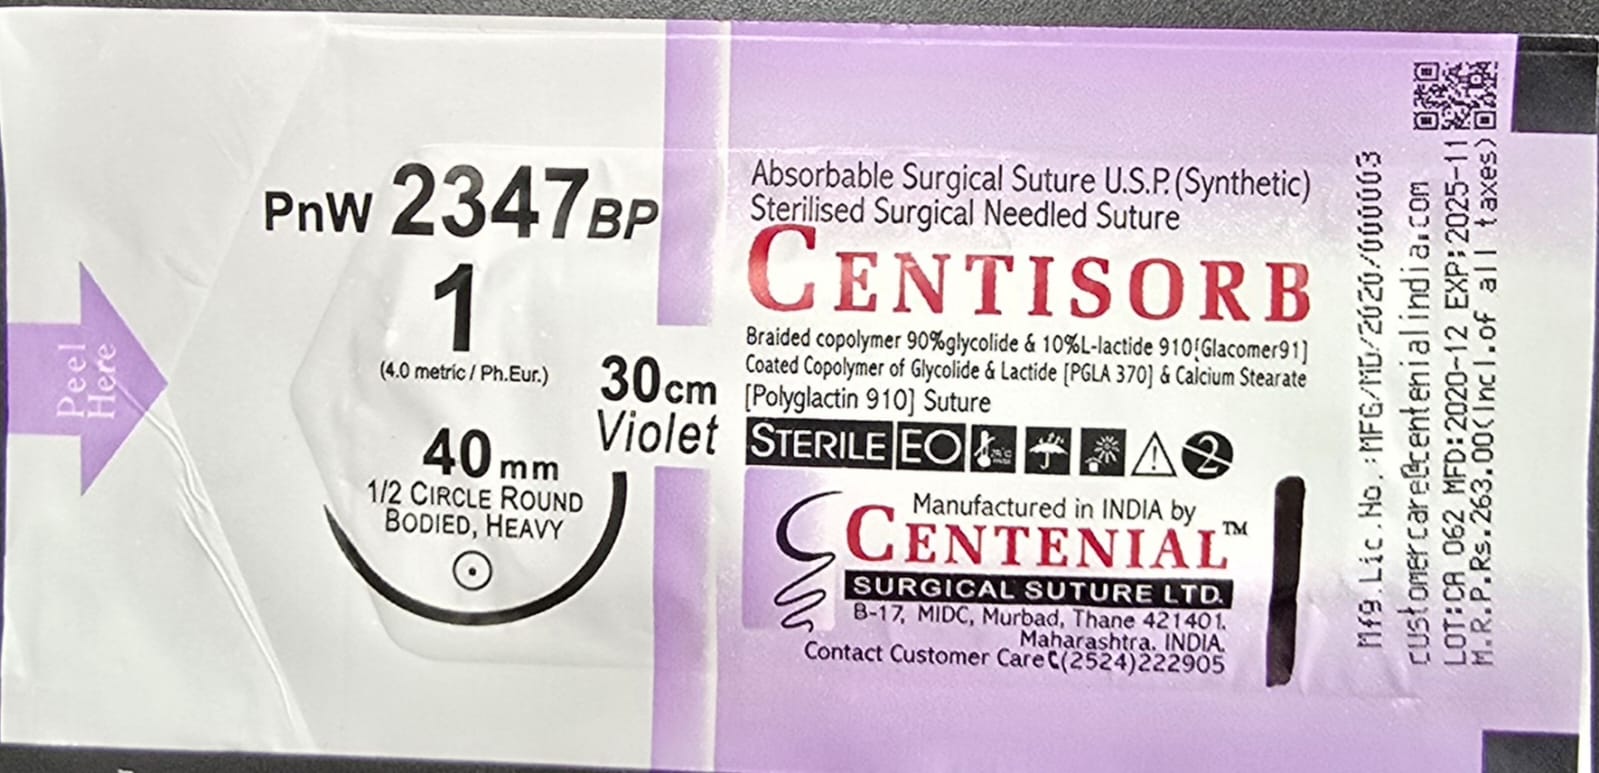 Peel
Here
PnW 2347BP
1
(4.0 metric / Ph.Eur.)
30cm
Violet
40 mm
1/2 CIRCLE ROUND
BODIED, HEAVY
Absorbable Surgical Suture U.S.P. (Synthetic)
Sterilised Surgical Needled Suture
CENTISORB
Braided copolymer 90%glycolide & 10%L-lactide 910[Glacomer91]
Coated Copolymer of Glycolide & Lactide [PGLA 370] & Calcium Stearate
[Polyglactin 910] Suture
STERILE EO
2
Manufactured in INDIA by
CENTENIAL™
SURGICAL SUTURE LTD.
B-17, MIDC, Murbad, Thane 421401.
Maharashtra. INDIA.
Contact Customer Care (2524)222905
Mfg.Lic.No.:MFG/MD/2020/000003
customercare@centenialindia.com
LOT:CA 062 MFD:2020-12 EXP:2025-11
M.R.P.Rs.263.00(Incl.of all taxes)